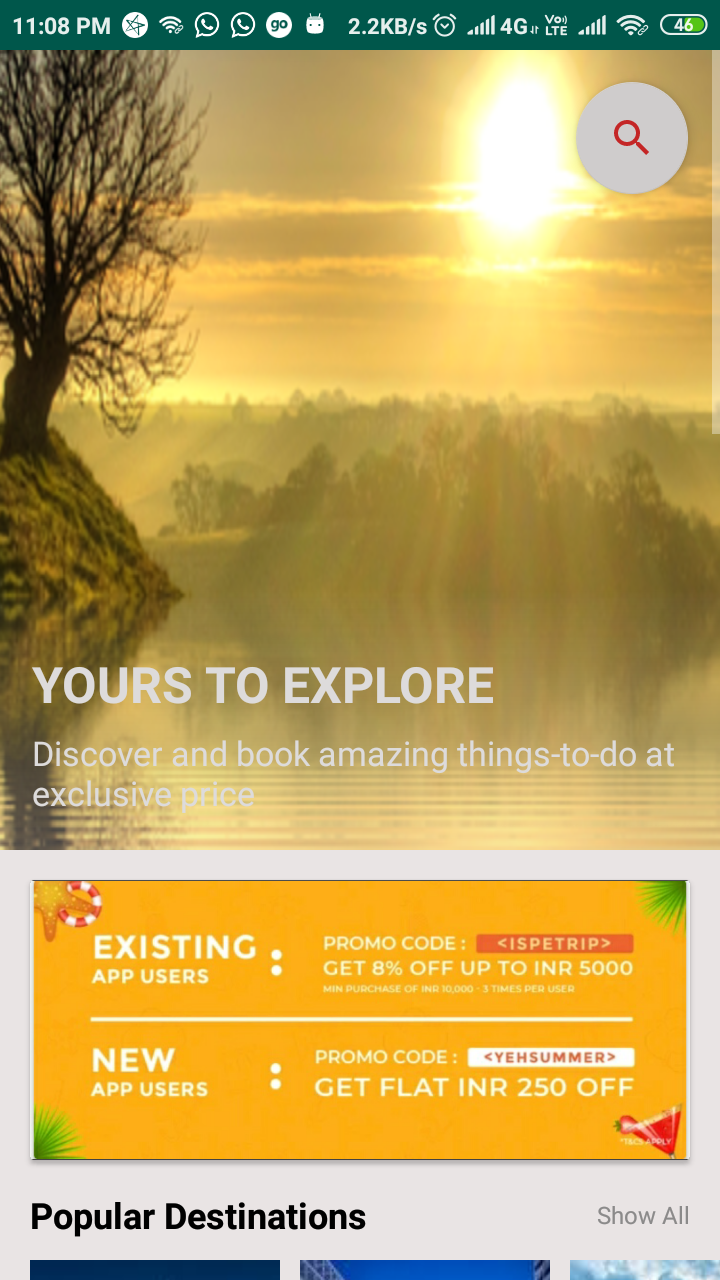 11:08 PM go 2.2KB/s 4G Vo)) LTE 46
YOURS TO EXPLORE
Discover and book amazing things-to-do at
exclusive price
EXISTING
APP USERS
:
PROMO CODE : <ISPETRIP>
GET 8% OFF UP TO INR 5000
MIN PURCHASE OF INR 10,000 - 3 TIMES PER USER
NEW
APP USERS
:
PROMO CODE : <YEHSUMMER>
GET FLAT INR 250 OFF
*T&CS APPLY
Popular Destinations
Show All